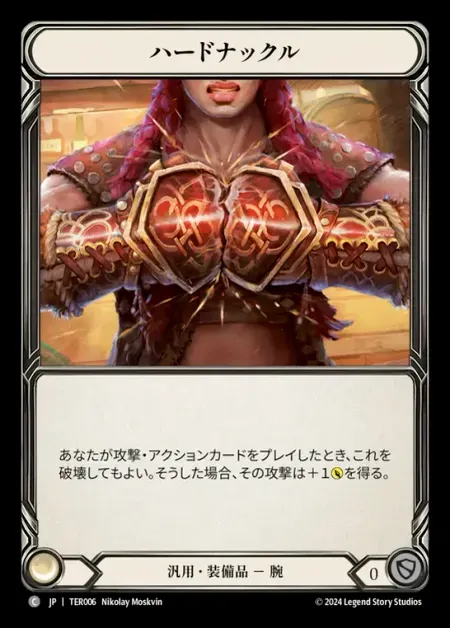 ハードナックル
あなたが攻撃・アクションカードをプレイしたとき、これを
破壊してもよい。そうした場合、その攻撃は＋1を得る。
汎用・装備品 － 腕
0
C JP | TER006 Nikolay Moskvin
© 2024 Legend Story Studios